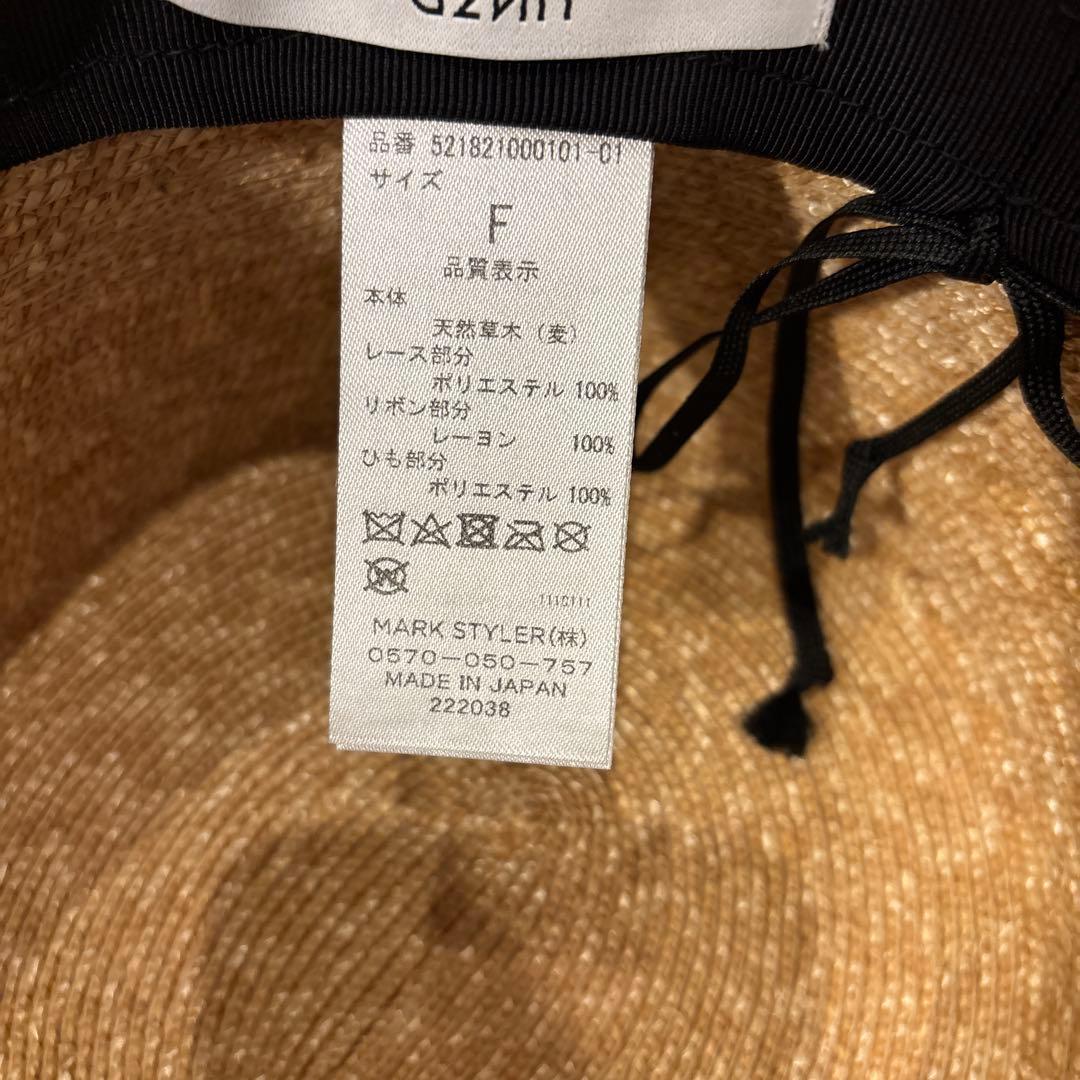 品番 521821000101-01
サイズ
F
品質表示
本体
天然草木（麦）
レース部分
ポリエステル 100%
リボン部分
レーヨン 100%
ひも部分
ポリエステル 100%
MARK STYLER(株)
0570-050-757
MADE IN JAPAN
222038